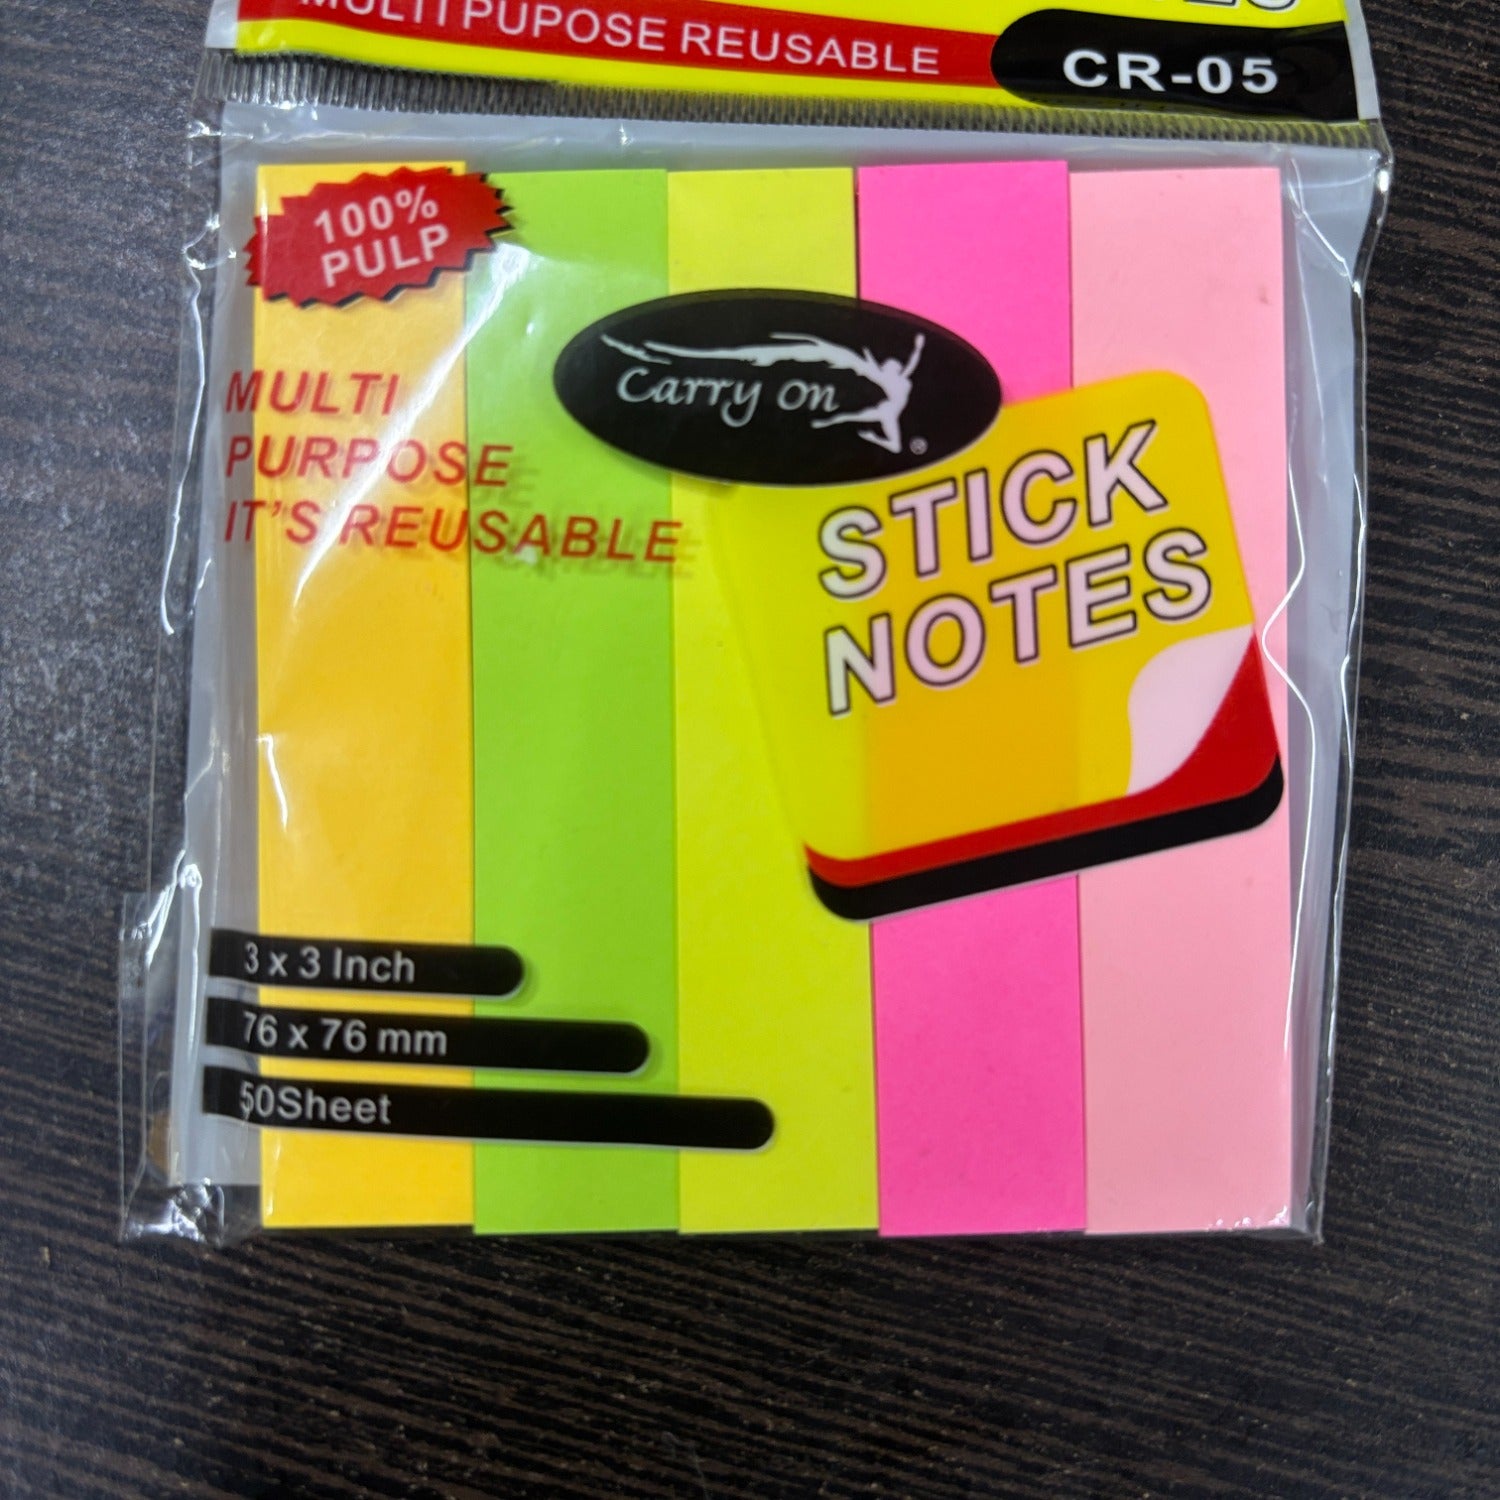 MULTI PUPOSE REUSABLE
CR-05
100%
PULP
Carry on
®
MULTI
PURPOSE
IT'S REUSABLE
STICK
NOTES
3 x 3 Inch
76 x 76 mm
50Sheet